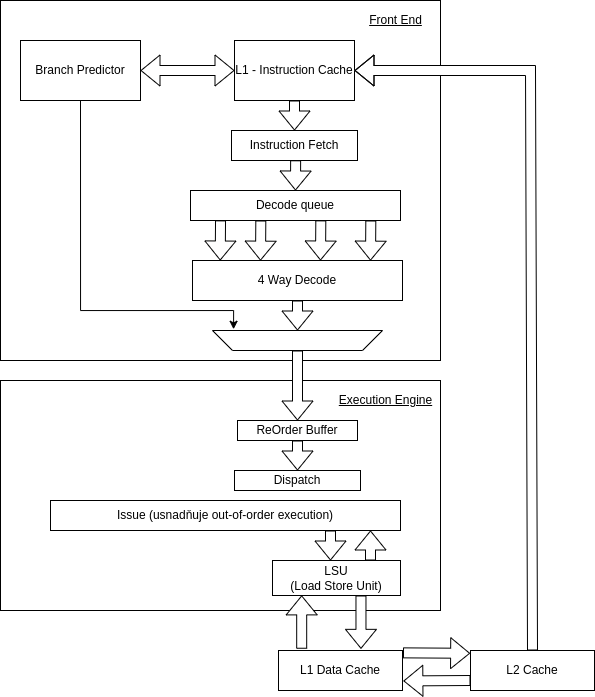 Front End
Branch Predictor
L1 - Instruction Cache
Instruction Fetch
Decode queue
4 Way Decode
Execution Engine
ReOrder Buffer
Dispatch
Issue (usnadňuje out-of-order execution)
LSU
(Load Store Unit)
L1 Data Cache
L2 Cache